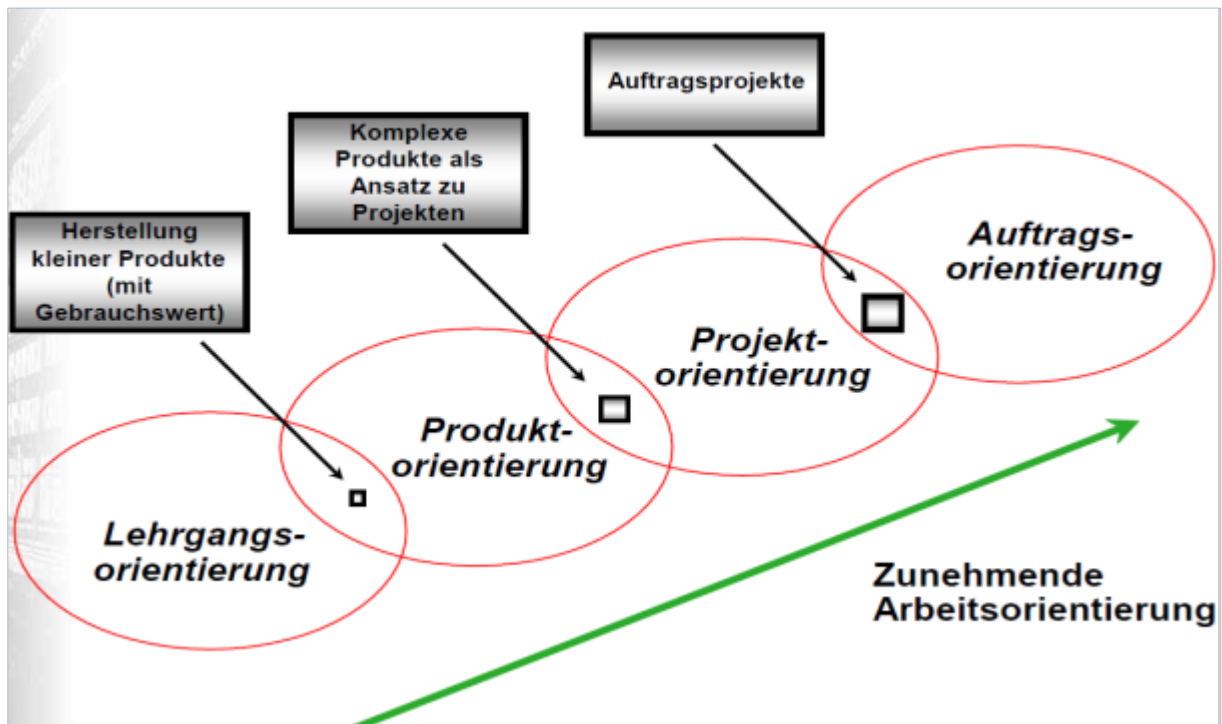 Auftragsprojekte
Komplexe
Produkte als
Ansatz zu
Projekten
Herstellung
kleiner Produkte
(mit
Gebrauchswert)
Auftrags-
orientierung
Projekt-
orientierung
Produkt-
orientierung
Lehrgangs-
orientierung
Zunehmende
Arbeitsorientierung